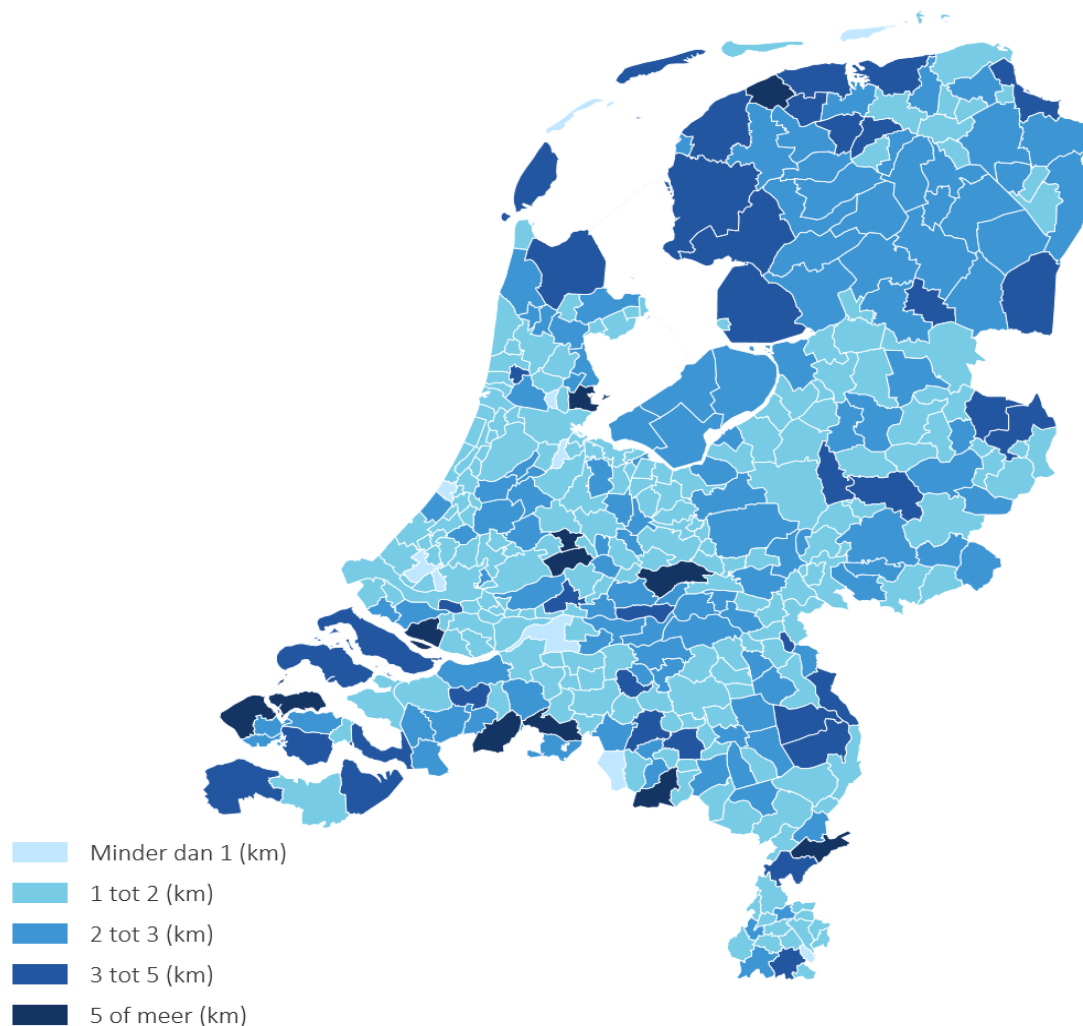 Minder dan 1 (km)
1 tot 2 (km)
2 tot 3 (km)
3 tot 5 (km)
5 of meer (km)